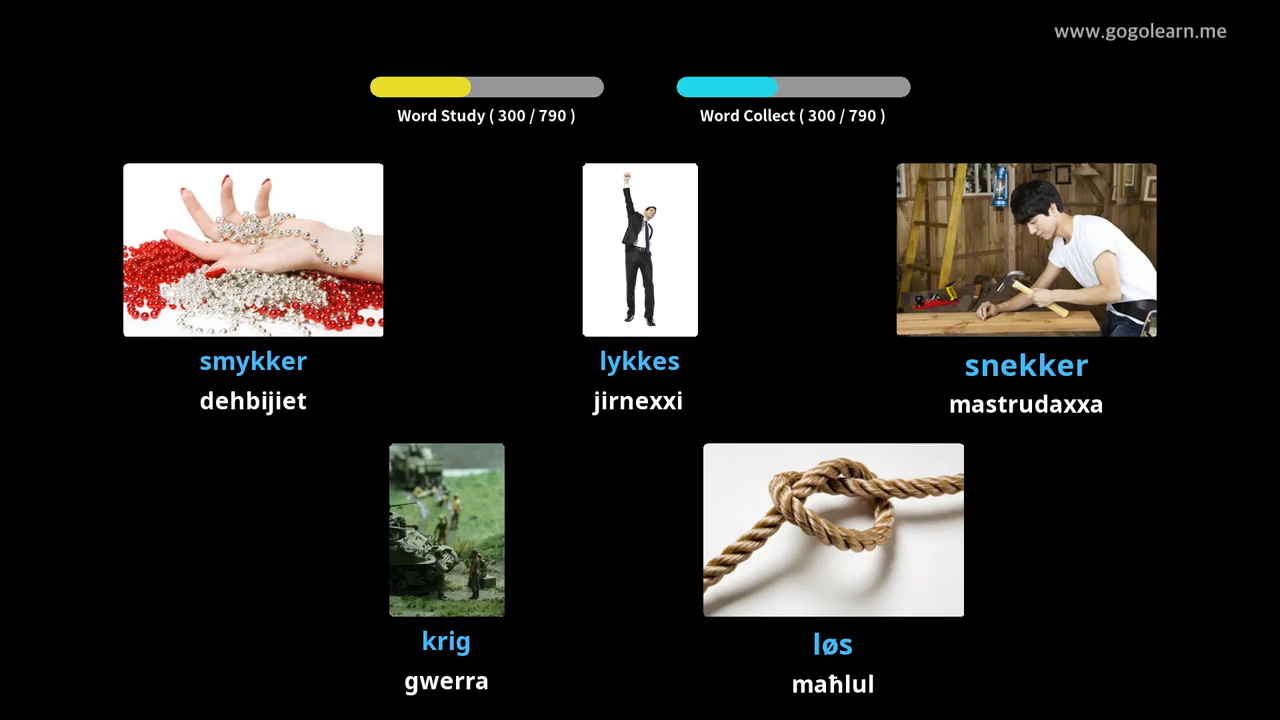 www.gogolearn.me
Word Study ( 300 / 790 )
Word Collect ( 300 / 790 )
smykker
dehbijiet
lykkes
jirnexxi
snekker
mastrudaxxa
krig
gwerra
løs
maħlul